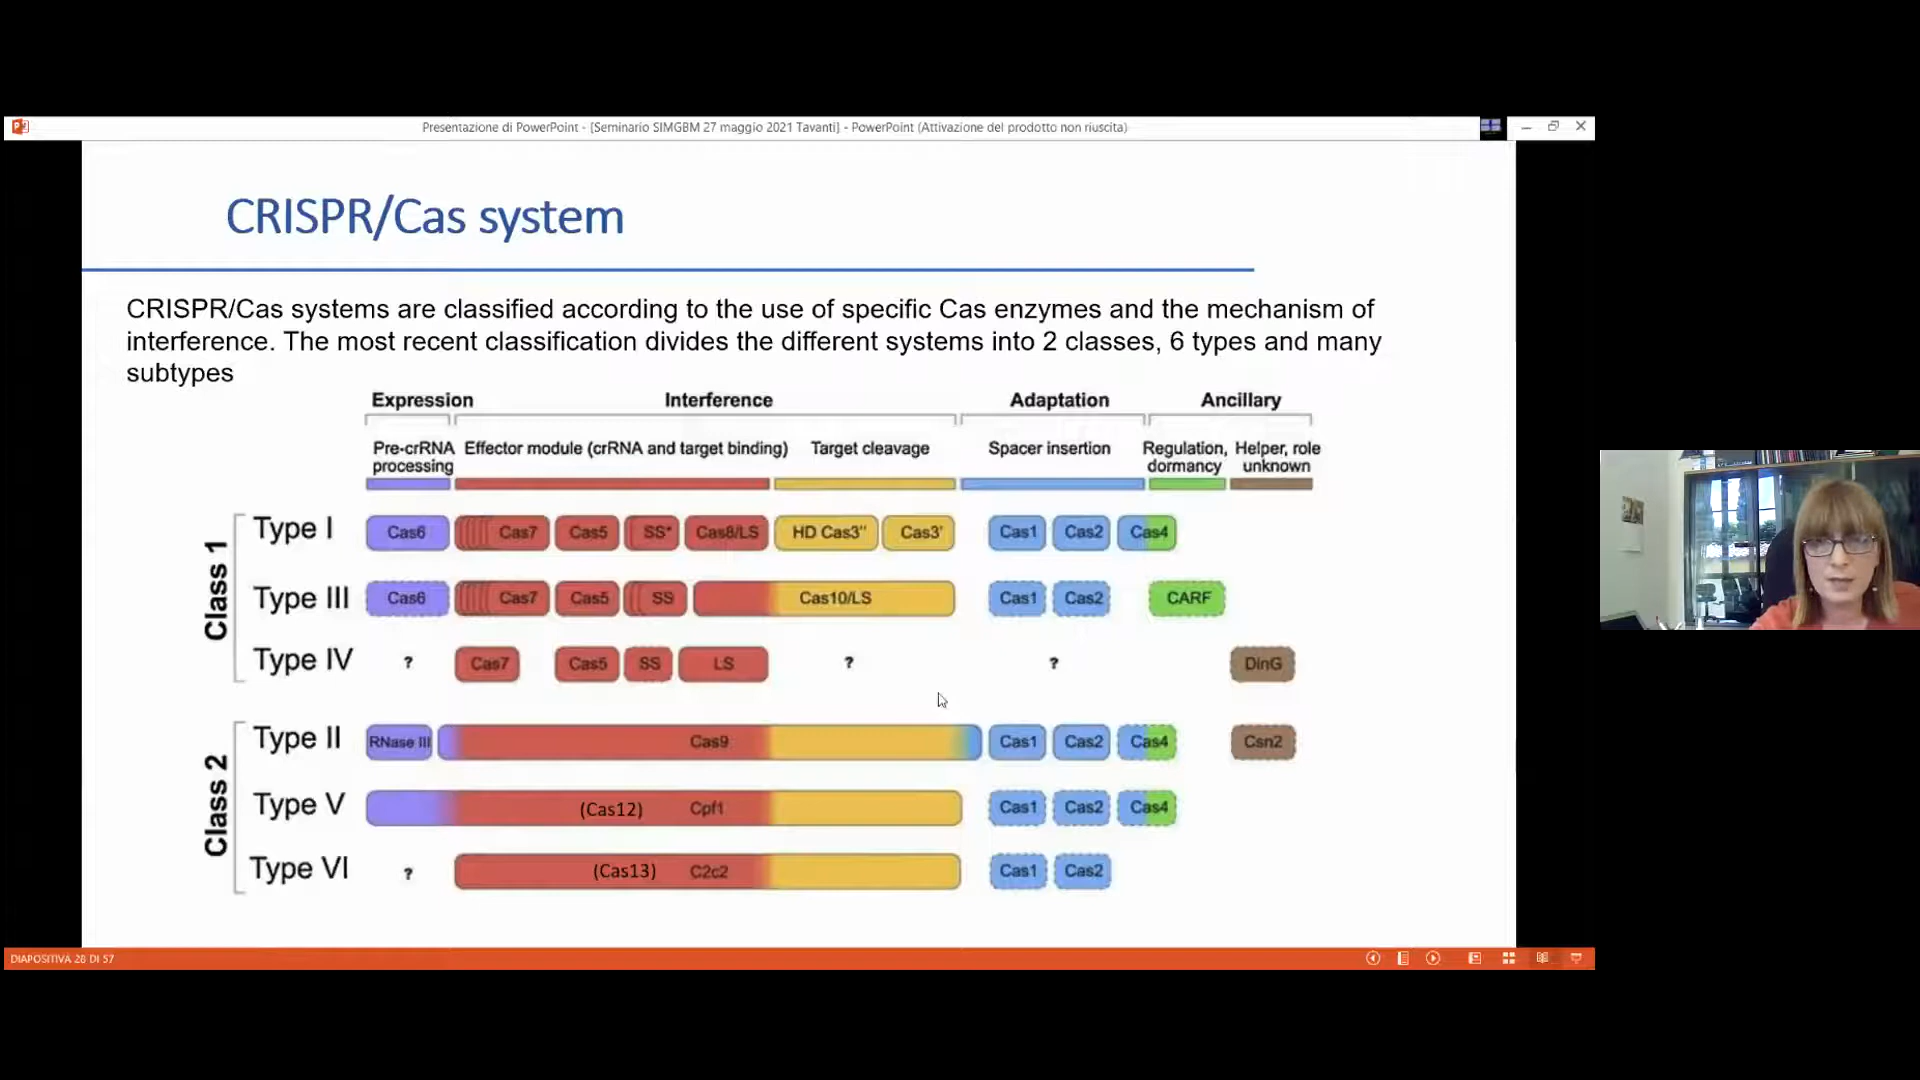 Presentazione di PowerPoint - [Seminario SIMGBM 27 maggio 2021 Tavanti] - PowerPoint (Attivazione del prodotto non riuscita)
CRISPR/Cas system
CRISPR/Cas systems are classified according to the use of specific Cas enzymes and the mechanism of
interference. The most recent classification divides the different systems into 2 classes, 6 types and many
subtypes
Expression Interference Adaptation Ancillary
Pre-crRNA Effector module (crRNA and target binding) Target cleavage Spacer insertion Regulation, Helper, role
processing dormancy unknown
Class 1
Type I Cas6 Cas7 Cas5 SS* Cas8/LS HD Cas3" Cas3' Cas1 Cas2 Cas4
Type III Cas6 Cas7 Cas5 SS Cas10/LS Cas1 Cas2 CARF
Type IV ? Cas7 Cas5 SS LS ? ? DinG
Class 2
Type II RNase III Cas9 Cas1 Cas2 Cas4 Csn2
Type V (Cas12) Cpf1 Cas1 Cas2 Cas4
Type VI ? (Cas13) C2c2 Cas1 Cas2
DIAPOSITIVA 28 DI 57